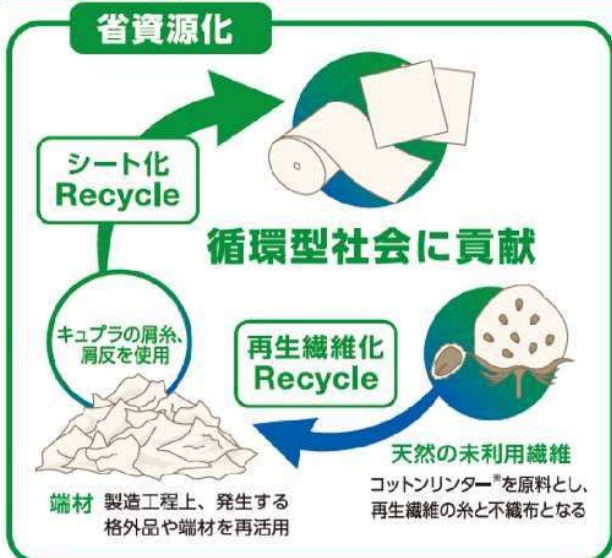 省資源化
シート化
Recycle
循環型社会に貢献
キュプラの屑糸、
屑反を使用
再生繊維化
Recycle
天然の未利用繊維
コットンリンター※を原料とし、
再生繊維の糸と不織布となる
端材 製造工程上、発生する
格外品や端材を再活用